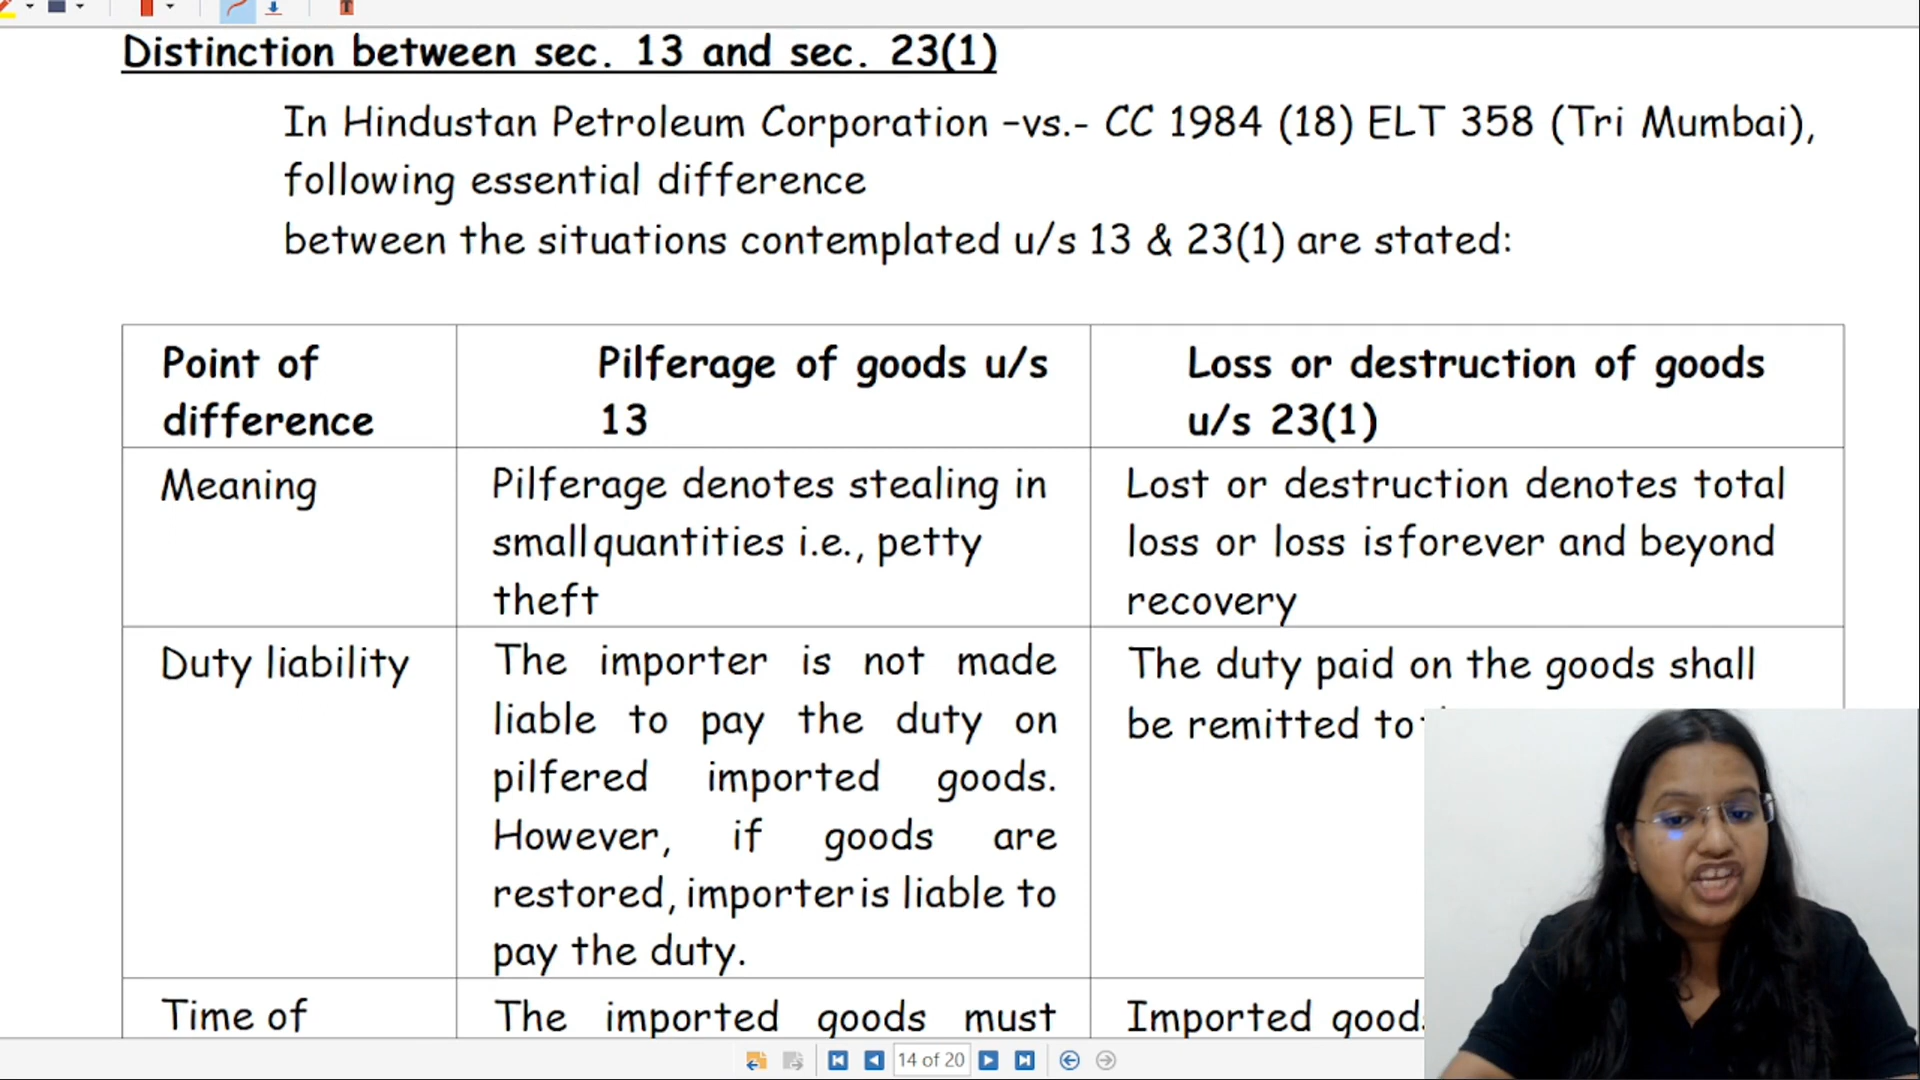 Distinction between sec. 13 and sec. 23(1)
In Hindustan Petroleum Corporation –vs.- CC 1984 (18) ELT 358 (Tri Mumbai),
following essential difference
between the situations contemplated u/s 13 & 23(1) are stated:
Point of
difference
Pilferage of goods u/s
13
Loss or destruction of goods
u/s 23(1)
Meaning
Pilferage denotes stealing in
small quantities i.e., petty
theft
Lost or destruction denotes total
loss or loss isforever and beyond
recovery
Duty liability
The importer is not made
liable to pay the duty on
pilfered imported goods.
However, if goods are
restored, importer is liable to
pay the duty.
The duty paid on the goods shall
be remitted to
Time of
The imported goods must
Imported
14 of 20